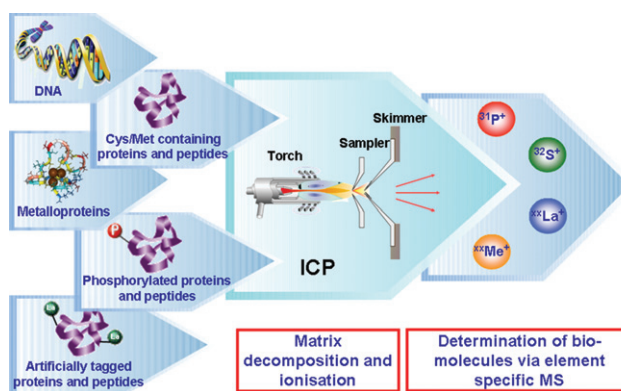 DNA
Cys/Met containing
proteins and peptides
Metalloproteins
P
Phosphorylated proteins
and peptides
Artificially tagged
proteins and peptides
Torch
Sampler
Skimmer
ICP
31P+
32S+
xxLa+
xxMe+
Matrix
decomposition and
ionisation
Determination of bio-
molecules via element
specific MS